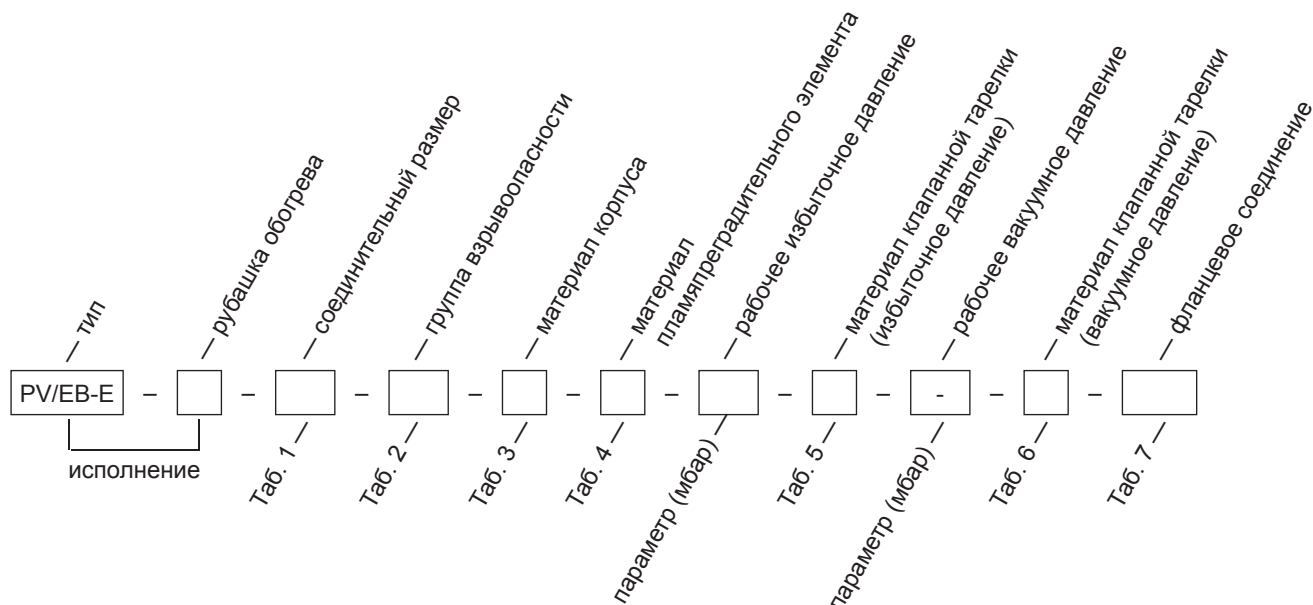 тип
рубашка обогрева
соединительный размер
группа взрывоопасности
материал корпуса
материал
пламяпреградительного элемента
рабочее избыточное давление
материал клапанной тарелки
(избыточное давление)
рабочее вакуумное давление
материал клапанной тарелки
(вакуумное давление)
фланцевое соединение
PV/EB-E – – – – – – – – - – –
исполнение
Таб. 1
Таб. 2
Таб. 3
Таб. 4
параметр (мбар)
Таб. 5
параметр (мбар)
Таб. 6
Таб. 7